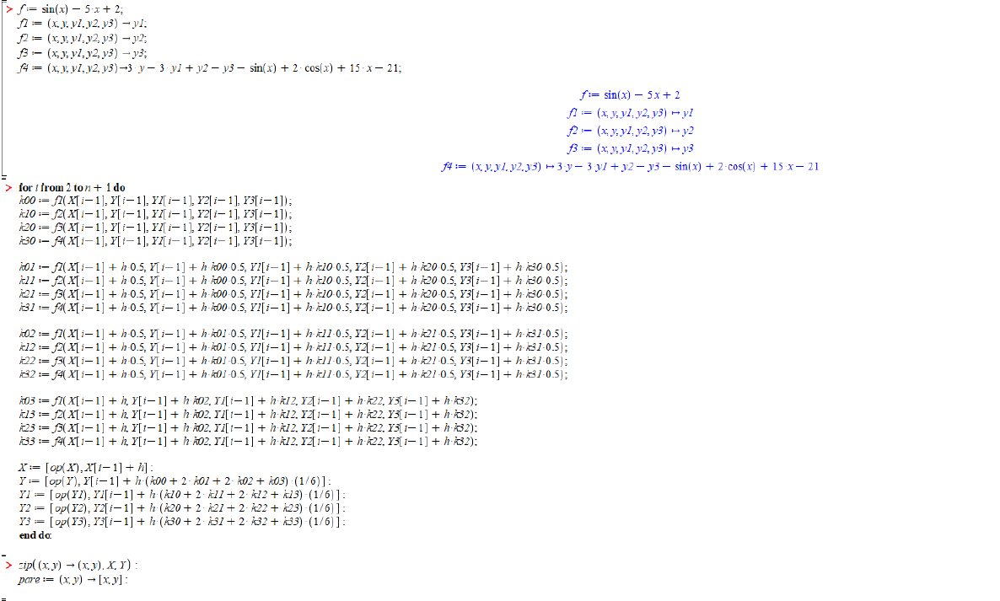 > f := sin(x) − 5·x + 2;
f1 := (x, y, y1, y2, y3) → y1;
f2 := (x, y, y1, y2, y3) → y2;
f3 := (x, y, y1, y2, y3) → y3;
f4 := (x, y, y1, y2, y3) → 3·y − 3·y1 + y2 − y3 − sin(x) + 2·cos(x) + 15·x − 21;
f := sin(x) − 5 x + 2
f1 := (x, y, y1, y2, y3) ↦ y1
f2 := (x, y, y1, y2, y3) ↦ y2
f3 := (x, y, y1, y2, y3) ↦ y3
f4 := (x, y, y1, y2, y3) ↦ 3·y − 3·y1 + y2 − y3 − sin(x) + 2·cos(x) + 15·x − 21
> for i from 2 to n + 1 do
k00 := f1(X[i−1], Y[i−1], Y1[i−1], Y2[i−1], Y3[i−1]);
k10 := f2(X[i−1], Y[i−1], Y1[i−1], Y2[i−1], Y3[i−1]);
k20 := f3(X[i−1], Y[i−1], Y1[i−1], Y2[i−1], Y3[i−1]);
k30 := f4(X[i−1], Y[i−1], Y1[i−1], Y2[i−1], Y3[i−1]);
k01 := f1(X[i−1] + h·0.5, Y[i−1] + h·k00·0.5, Y1[i−1] + h·k10·0.5, Y2[i−1] + h·k20·0.5, Y3[i−1] + h·k30·0.5);
k11 := f2(X[i−1] + h·0.5, Y[i−1] + h·k00·0.5, Y1[i−1] + h·k10·0.5, Y2[i−1] + h·k20·0.5, Y3[i−1] + h·k30·0.5);
k21 := f3(X[i−1] + h·0.5, Y[i−1] + h·k00·0.5, Y1[i−1] + h·k10·0.5, Y2[i−1] + h·k20·0.5, Y3[i−1] + h·k30·0.5);
k31 := f4(X[i−1] + h·0.5, Y[i−1] + h·k00·0.5, Y1[i−1] + h·k10·0.5, Y2[i−1] + h·k20·0.5, Y3[i−1] + h·k30·0.5);
k02 := f1(X[i−1] + h·0.5, Y[i−1] + h·k01·0.5, Y1[i−1] + h·k11·0.5, Y2[i−1] + h·k21·0.5, Y3[i−1] + h·k31·0.5);
k12 := f2(X[i−1] + h·0.5, Y[i−1] + h·k01·0.5, Y1[i−1] + h·k11·0.5, Y2[i−1] + h·k21·0.5, Y3[i−1] + h·k31·0.5);
k22 := f3(X[i−1] + h·0.5, Y[i−1] + h·k01·0.5, Y1[i−1] + h·k11·0.5, Y2[i−1] + h·k21·0.5, Y3[i−1] + h·k31·0.5);
k32 := f4(X[i−1] + h·0.5, Y[i−1] + h·k01·0.5, Y1[i−1] + h·k11·0.5, Y2[i−1] + h·k21·0.5, Y3[i−1] + h·k31·0.5);
k03 := f1(X[i−1] + h, Y[i−1] + h·k02, Y1[i−1] + h·k12, Y2[i−1] + h·k22, Y3[i−1] + h·k32);
k13 := f2(X[i−1] + h, Y[i−1] + h·k02, Y1[i−1] + h·k12, Y2[i−1] + h·k22, Y3[i−1] + h·k32);
k23 := f3(X[i−1] + h, Y[i−1] + h·k02, Y1[i−1] + h·k12, Y2[i−1] + h·k22, Y3[i−1] + h·k32);
k33 := f4(X[i−1] + h, Y[i−1] + h·k02, Y1[i−1] + h·k12, Y2[i−1] + h·k22, Y3[i−1] + h·k32);
X := [op(X), X[i−1] + h] :
Y := [op(Y), Y[i−1] + h·(k00 + 2·k01 + 2·k02 + k03)·(1/6)] :
Y1 := [op(Y1), Y1[i−1] + h·(k10 + 2·k11 + 2·k12 + k13)·(1/6)] :
Y2 := [op(Y2), Y2[i−1] + h·(k20 + 2·k21 + 2·k22 + k23)·(1/6)] :
Y3 := [op(Y3), Y3[i−1] + h·(k30 + 2·k31 + 2·k32 + k33)·(1/6)] :
end do:
> zip((x, y) → (x, y), X, Y) :
pare := (x, y) → [x, y] :